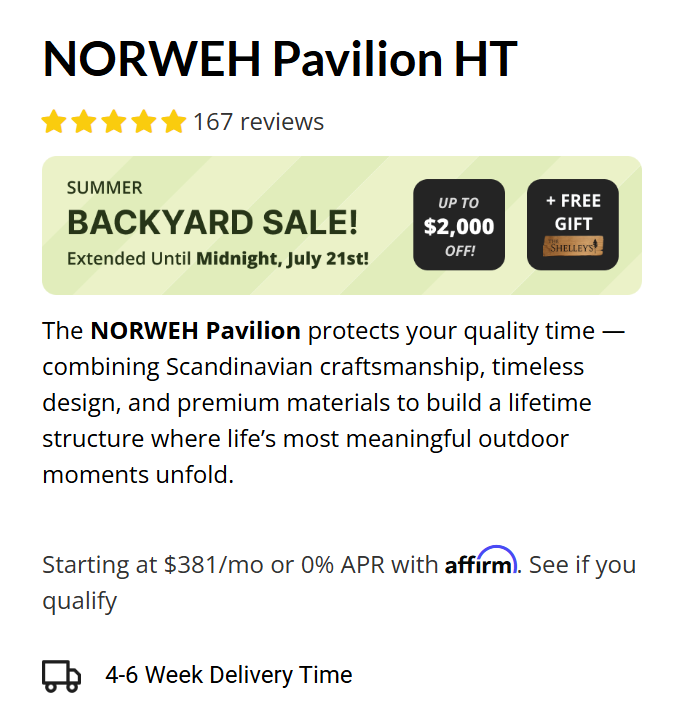 NORWEH Pavilion HT
167 reviews
SUMMER
BACKYARD SALE!
Extended Until Midnight, July 21st!
UP TO
$2,000
OFF!
+ FREE
GIFT
THE
SHELLEYS
The NORWEH Pavilion protects your quality time —
combining Scandinavian craftsmanship, timeless
design, and premium materials to build a lifetime
structure where life’s most meaningful outdoor
moments unfold.
Starting at $381/mo or 0% APR with affirm. See if you
qualify
4-6 Week Delivery Time